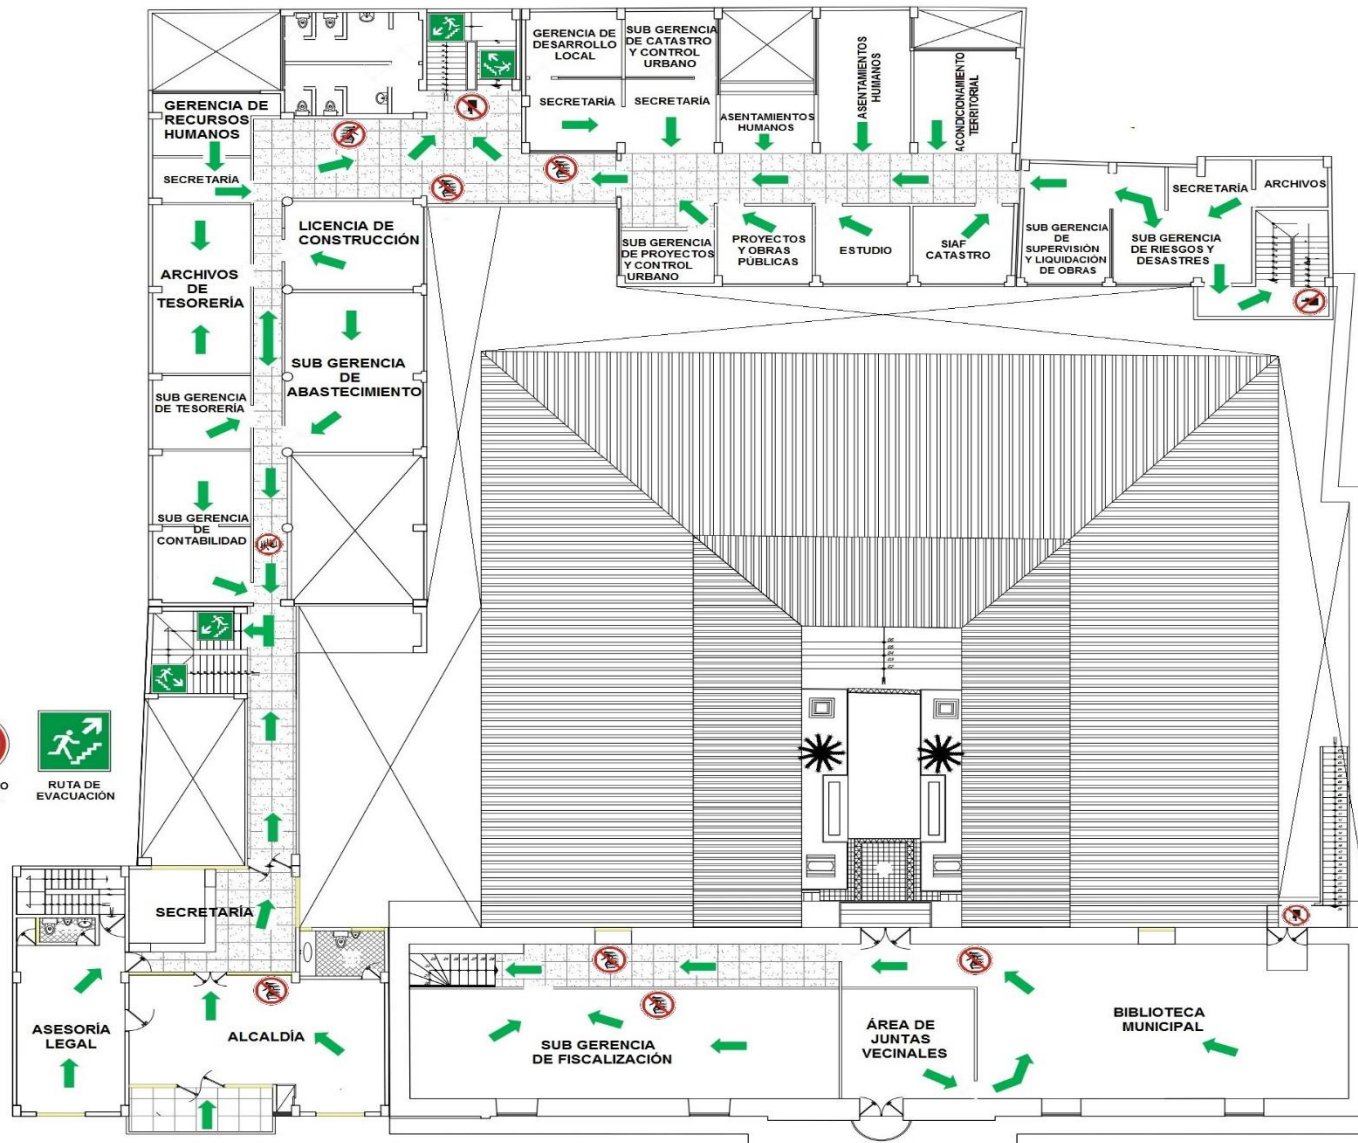 GERENCIA DE
DESARROLLO
LOCAL
SUB GERENCIA
DE CATASTRO
Y CONTROL
URBANO
SECRETARÍA
SECRETARÍA
ASENTAMIENTOS
HUMANOS
ASENTAMIENTOS
HUMANOS
ACONDICIONAMIENTO
TERRITORIAL
GERENCIA DE
RECURSOS
HUMANOS
SECRETARÍA
SECRETARÍA
ARCHIVOS
LICENCIA DE
CONSTRUCCIÓN
SUB GERENCIA
DE PROYECTOS
Y CONTROL
URBANO
PROYECTOS
Y OBRAS
PÚBLICAS
ESTUDIO
SIAF
CATASTRO
SUB GERENCIA
DE
SUPERVISIÓN
Y LIQUIDACIÓN
DE OBRAS
SUB GERENCIA
DE RIESGOS Y
DESASTRES
ARCHIVOS
DE
TESORERÍA
SUB GERENCIA
DE
ABASTECIMIENTO
SUB GERENCIA
DE TESORERÍA
SUB GERENCIA
DE
CONTABILIDAD
O
RUTA DE
EVACUACIÓN
SECRETARÍA
ASESORÍA
LEGAL
ALCALDÍA
SUB GERENCIA
DE FISCALIZACIÓN
ÁREA DE
JUNTAS
VECINALES
BIBLIOTECA
MUNICIPAL